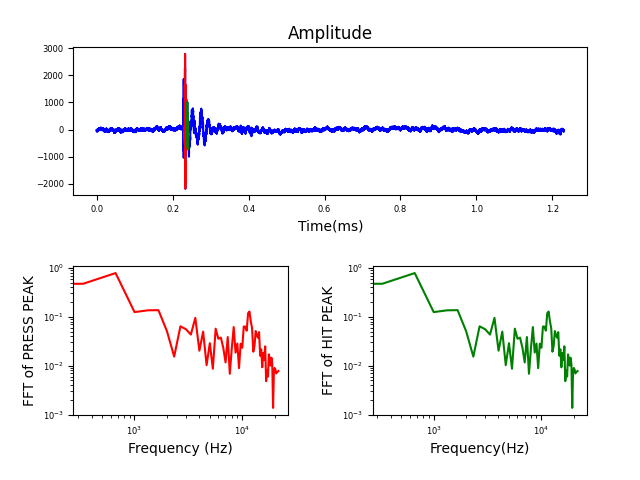 Amplitude
3000
2000
1000
0
−1000
−2000
0.0 0.2 0.4 0.6 0.8 1.0 1.2
Time(ms)
FFT of PRESS PEAK
10⁰
10⁻¹
10⁻²
10⁻³
10³ 10⁴
Frequency (Hz)
FFT of HIT PEAK
10⁰
10⁻¹
10⁻²
10⁻³
10³ 10⁴
Frequency(Hz)